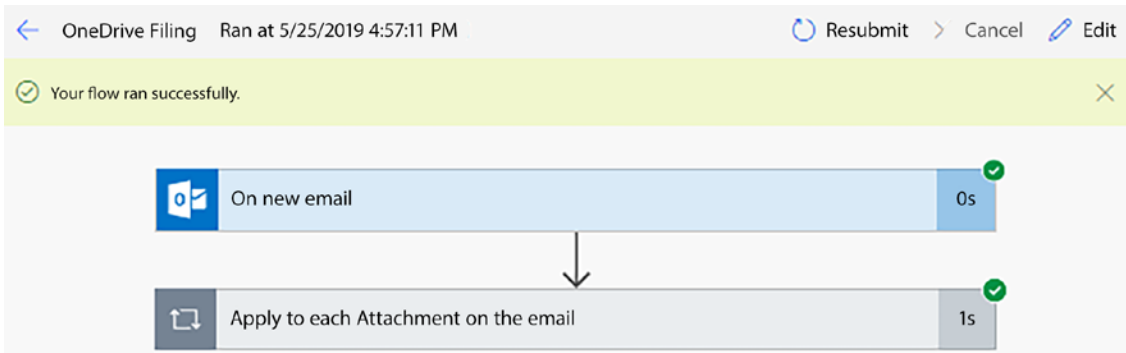 OneDrive Filing Ran at 5/25/2019 4:57:11 PM Resubmit Cancel Edit
Your flow ran successfully.
On new email 0s
Apply to each Attachment on the email 1s